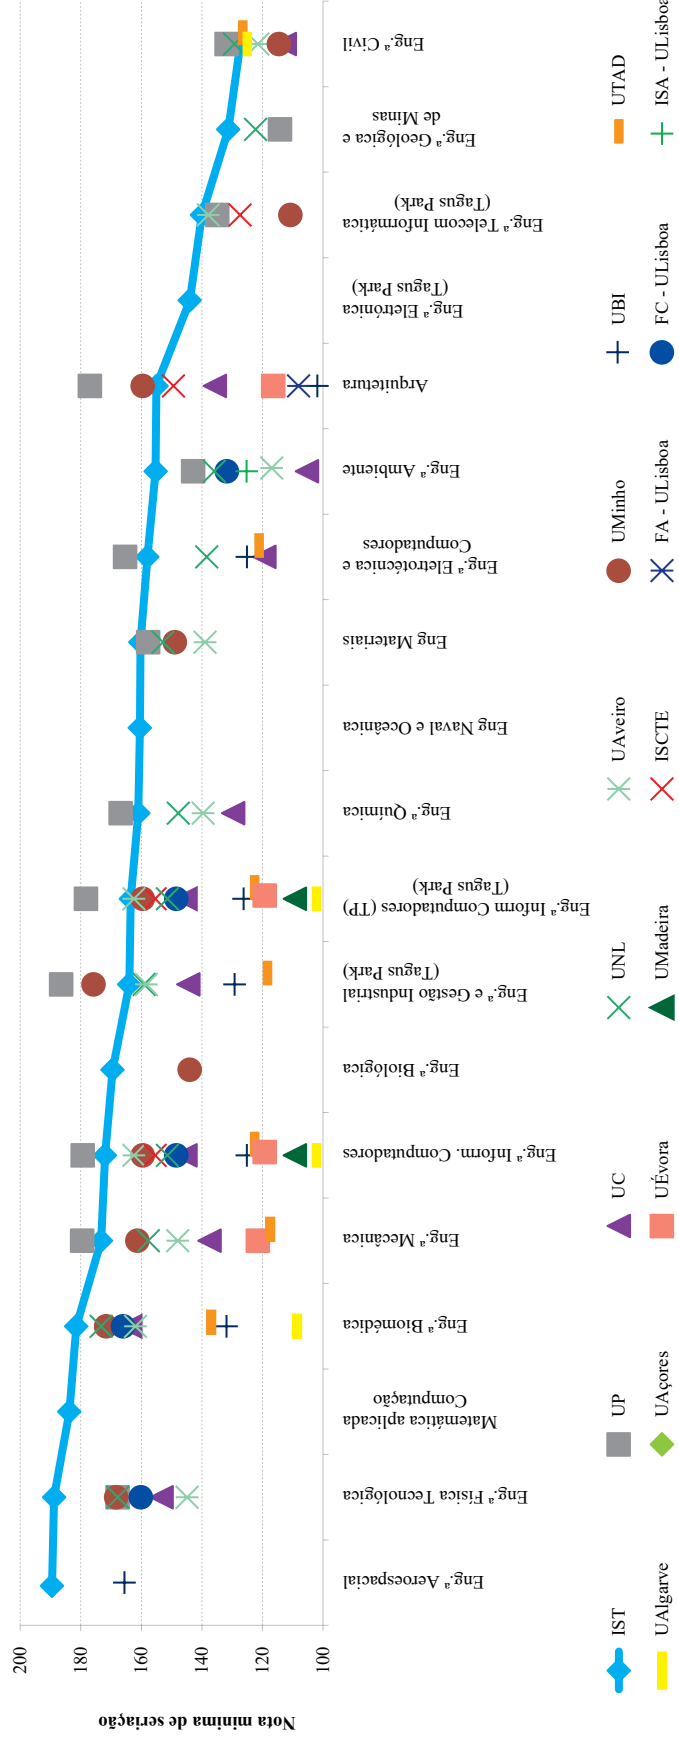 Nota mínima de seriação
200
180
160
140
120
100
Eng.ª Aeroespacial
Eng.ª Física Tecnológica
Matemática aplicada
Computação
Eng.ª Biomédica
Eng.ª Mecânica
Eng.ª Inform. Computadores
Eng.ª Biológica
Eng.ª e Gestão Industrial
(Tagus Park)
Eng.ª Inform Computadores (TP)
(Tagus Park)
Eng.ª Química
Eng Naval e Oceânica
Eng Materiais
Eng.ª Eletrotécnica e
Computadores
Eng.ª Ambiente
Arquitetura
Eng.ª Eletrónica
(Tagus Park)
Eng.ª Telecom Informática
(Tagus Park)
Eng.ª Geológica e
de Minas
Eng.ª Civil
IST
UP
UC
UNL
UAveiro
UMinho
UBI
UTAD
UAlgarve
UAçores
UÉvora
UMadeira
ISCTE
FA - ULisboa
FC - ULisboa
ISA - ULisboa